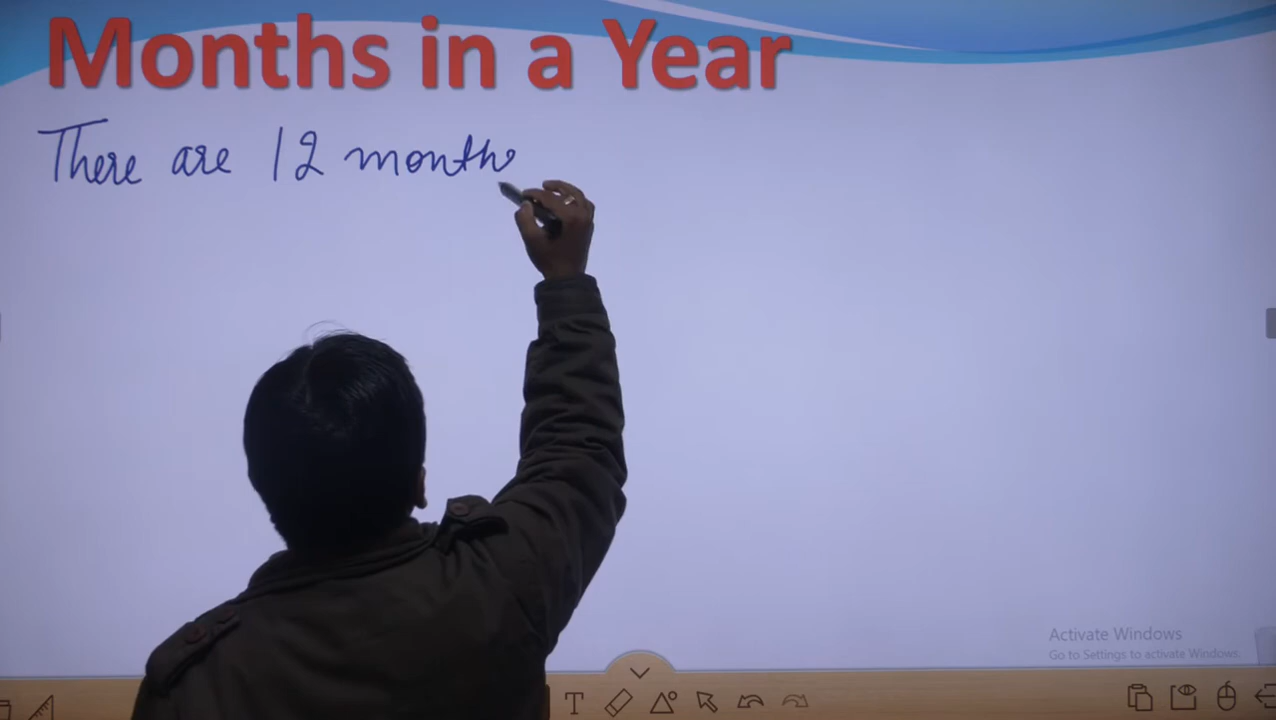 Months in a Year
There are 12 months
Activate Windows
Go to Settings to activate Windows.
T